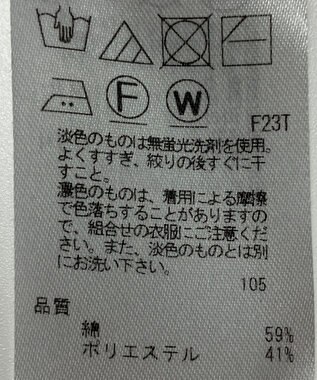 F
W
F23T
淡色のものは無蛍光洗剤を使用。
よくすすぎ、絞りの後すぐに干
すこと。
濃色のものは、着用による摩擦
で色落ちすることがありますの
で、組合せの衣服にご注意くだ
さい。また、淡色のものとは別
にお洗い下さい。
105
品質
綿 59%
ポリエステル 41%